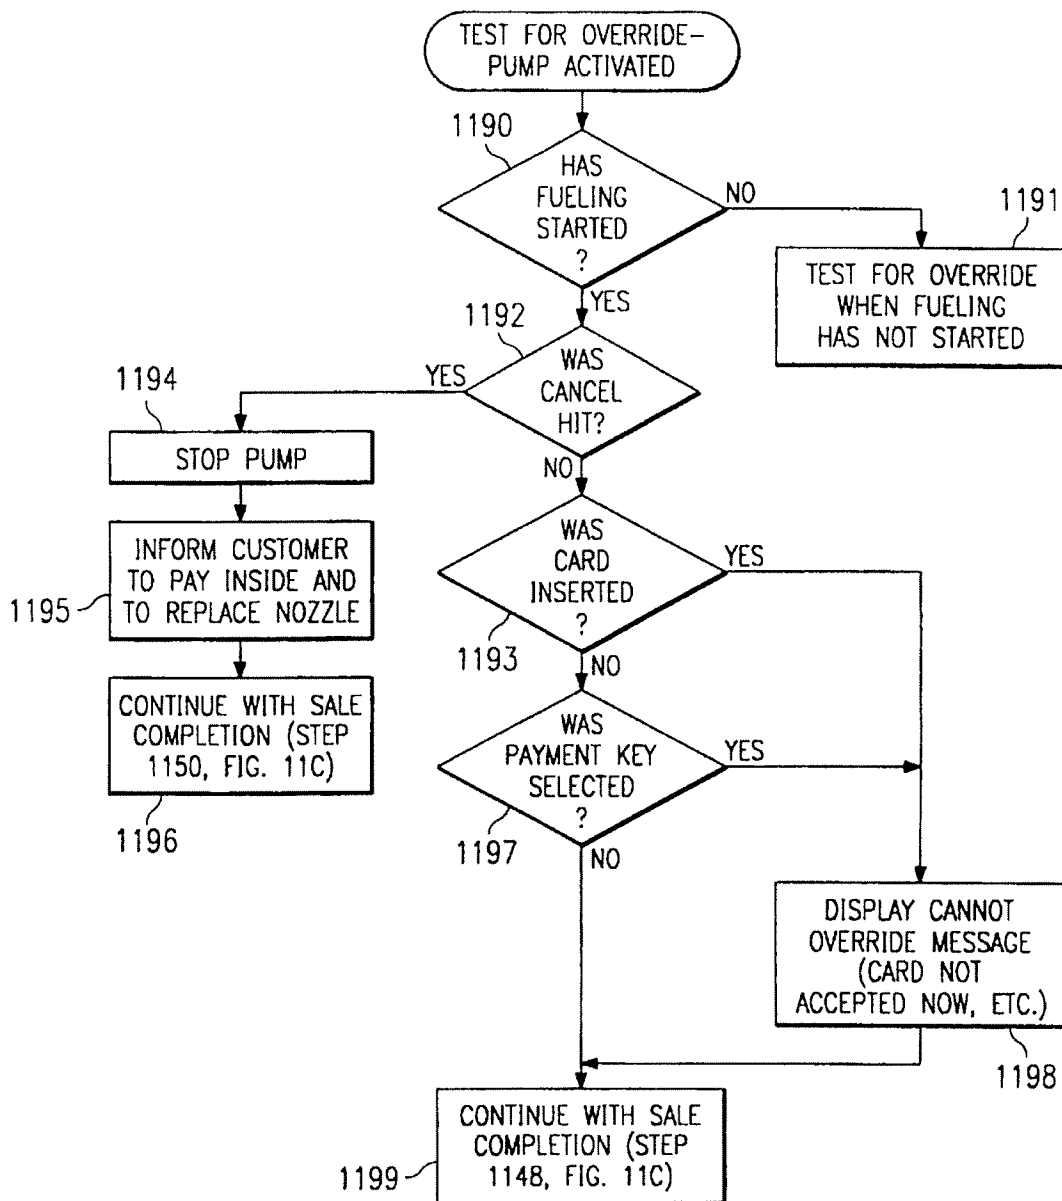 TEST FOR OVERRIDE-
PUMP ACTIVATED
1190
HAS
FUELING
STARTED
?
NO
YES
1191
TEST FOR OVERRIDE
WHEN FUELING
HAS NOT STARTED
1192
WAS
CANCEL
HIT?
YES
NO
1194
STOP PUMP
INFORM CUSTOMER
TO PAY INSIDE AND
TO REPLACE NOZZLE
1195
CONTINUE WITH SALE
COMPLETION (STEP
1150, FIG. 11C)
1196
WAS
CARD
INSERTED
?
YES
1193
NO
WAS
PAYMENT KEY
SELECTED
?
YES
1197
NO
DISPLAY CANNOT
OVERRIDE MESSAGE
(CARD NOT
ACCEPTED NOW, ETC.)
1198
CONTINUE WITH SALE
COMPLETION (STEP
1148, FIG. 11C)
1199